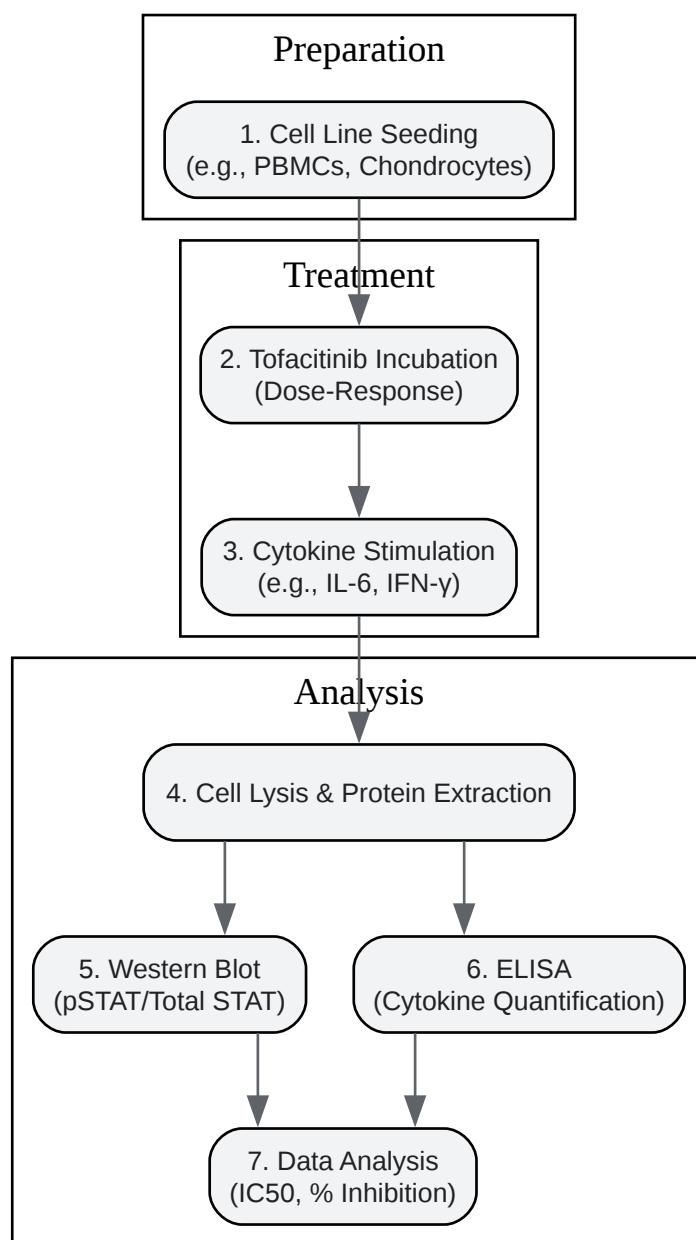 Preparation
1. Cell Line Seeding
(e.g., PBMCs, Chondrocytes)
Treatment
2. Tofacitinib Incubation
(Dose-Response)
3. Cytokine Stimulation
(e.g., IL-6, IFN-γ)
Analysis
4. Cell Lysis & Protein Extraction
5. Western Blot
(pSTAT/Total STAT)
6. ELISA
(Cytokine Quantification)
7. Data Analysis
(IC50, % Inhibition)